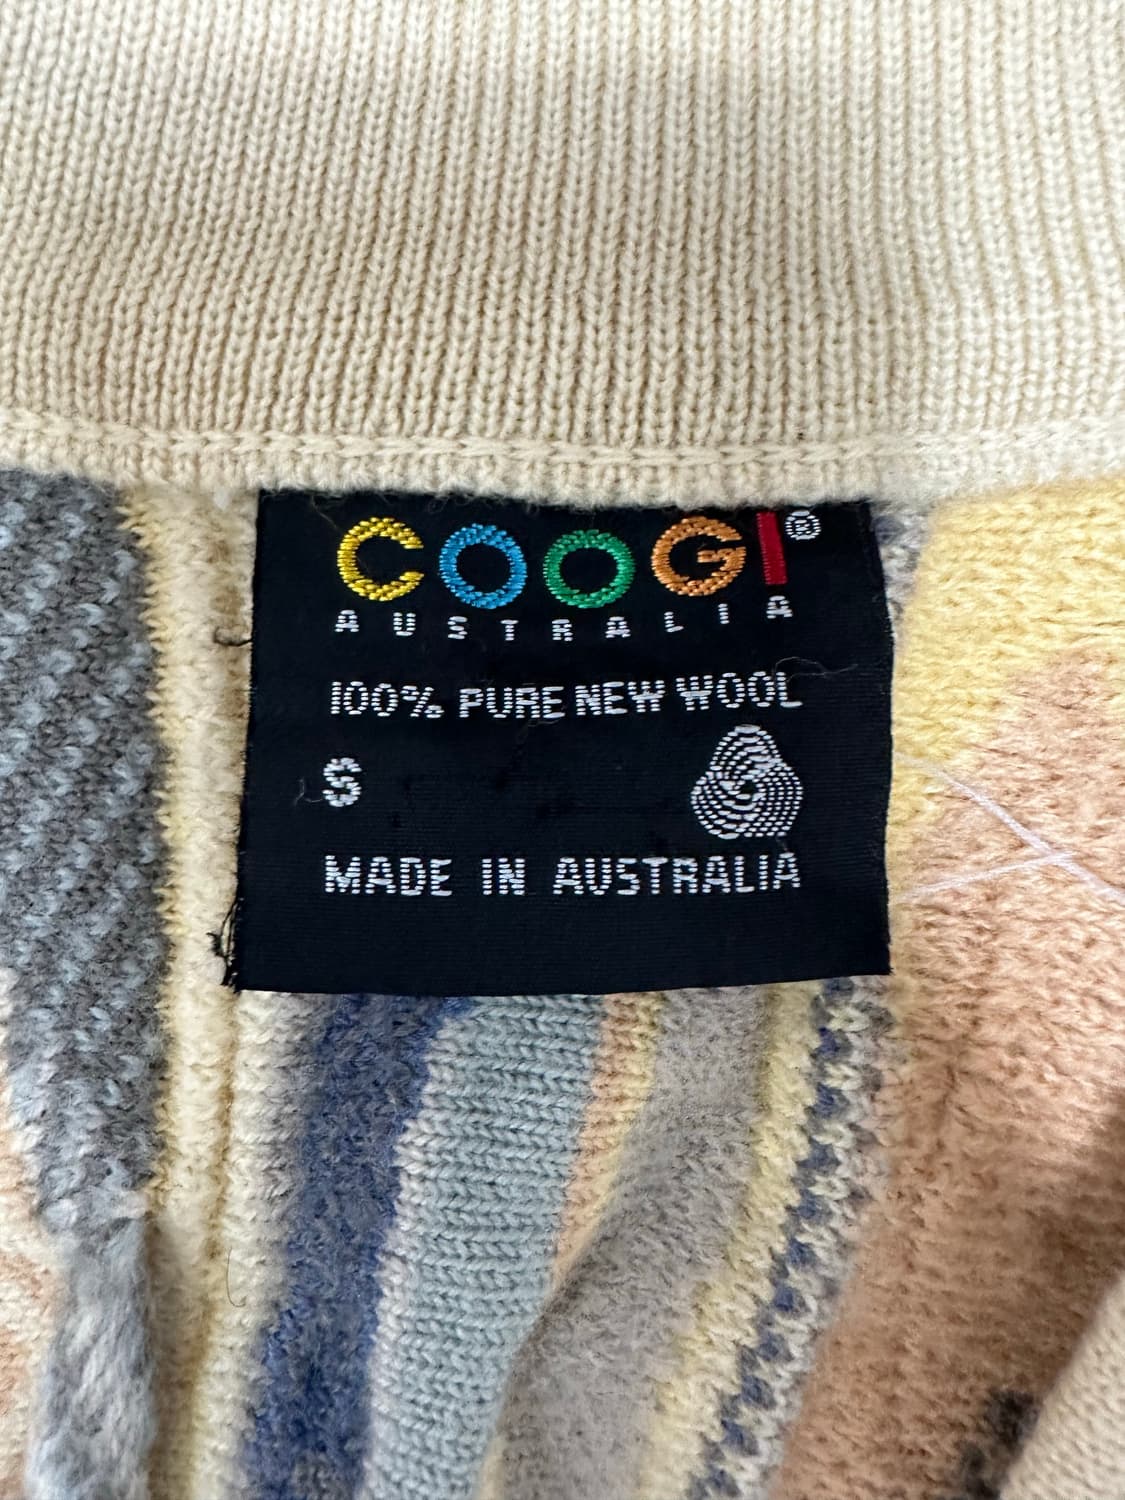 COOGI®
AUSTRALIA
100% PURE NEW WOOL
S
MADE IN AUSTRALIA